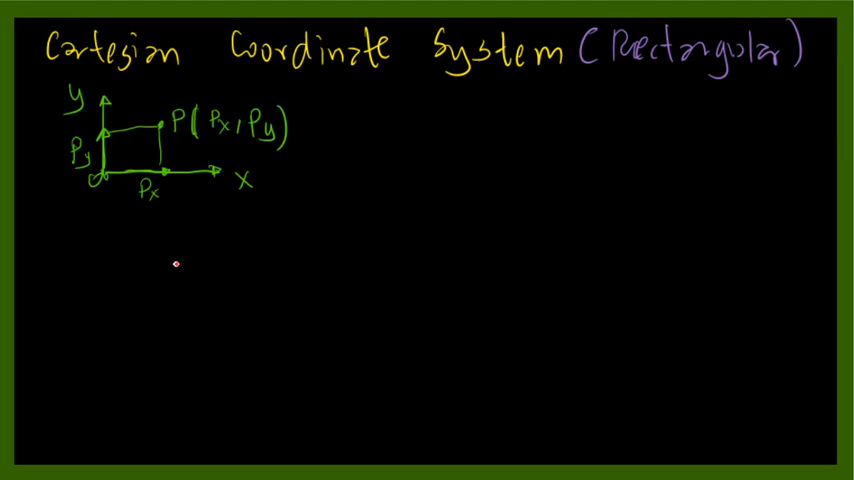 Cartesian Coordinate System (Rectangular)
y
P(Px, Py)
Py
O
Px
X